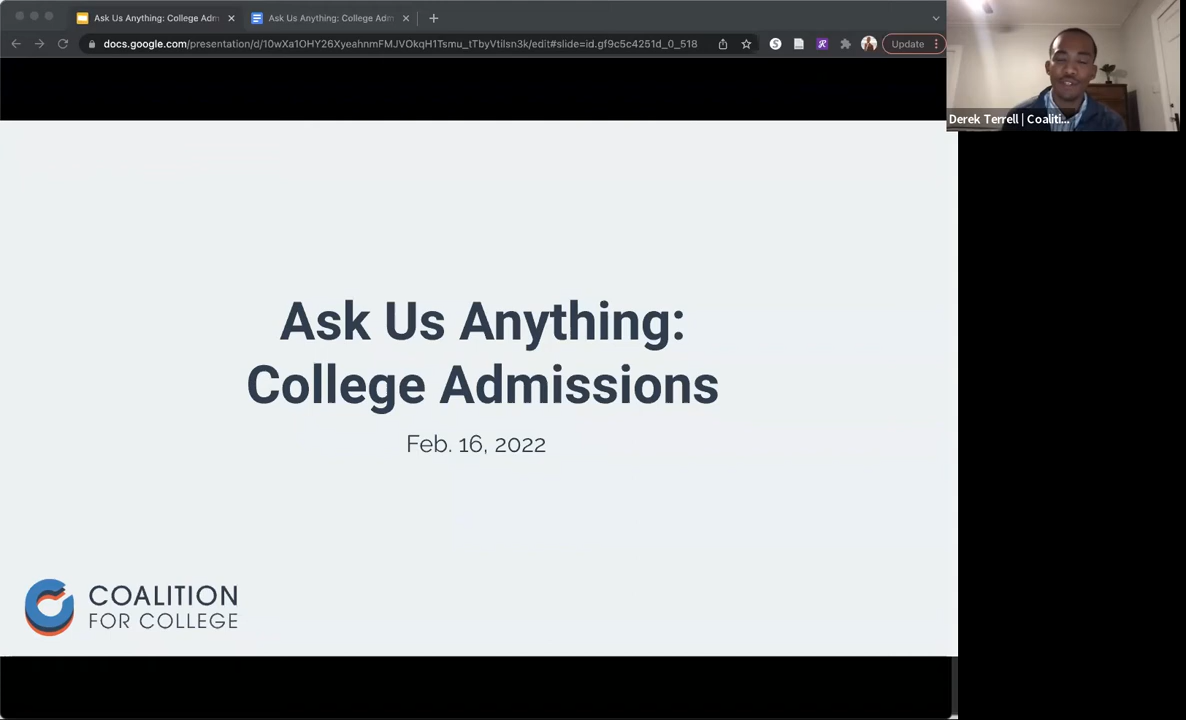 Ask Us Anything: College Adm
Ask Us Anything: College Adm
docs.google.com/presentation/d/10wXa1OHY26XyeahnmFMJVOkqH1Tsmu_tTbyVtilsn3k/edit#slide=id.gf9c5c4251d_0_518
Update
Derek Terrell | Coaliti...
Ask Us Anything:
College Admissions
Feb. 16, 2022
COALITION
FOR COLLEGE